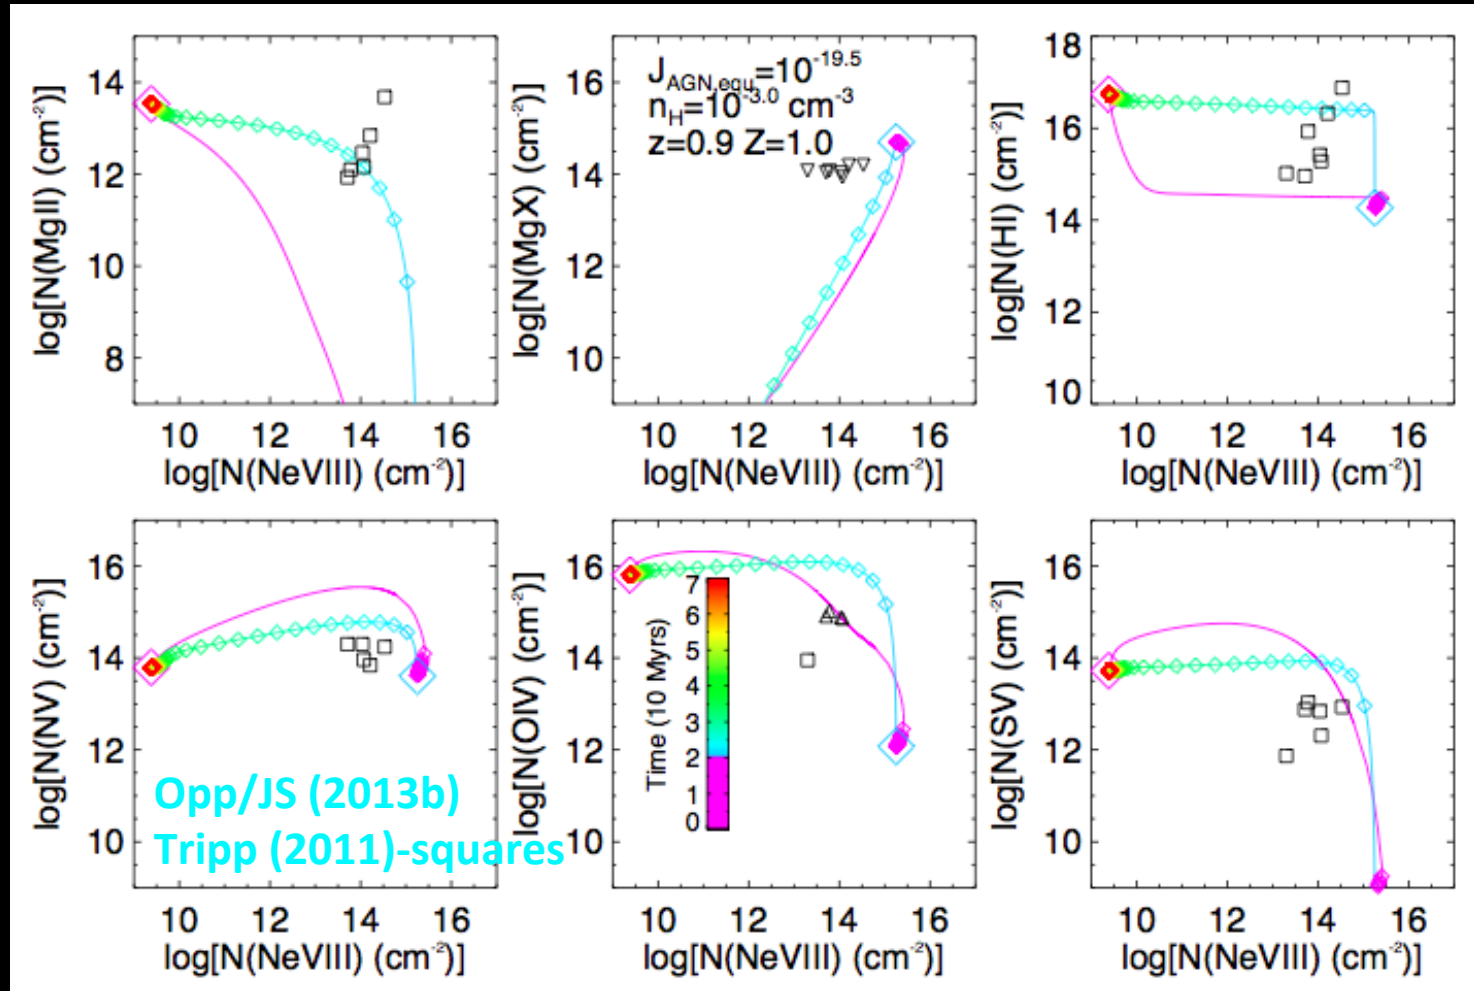 log[N(MgII) (cm⁻²)]
14
12
10
8
10 12 14 16
log[N(NeVIII) (cm⁻²)]
log[N(MgX) (cm⁻²)]
16
14
12
10
J_AGN,equ.=10^-19.5
n_H=10^-3.0 cm^-3
z=0.9 Z=1.0
10 12 14 16
log[N(NeVIII) (cm⁻²)]
log[N(HI) (cm⁻²)]
18
16
14
12
10
10 12 14 16
log[N(NeVIII) (cm⁻²)]
log[N(NV) (cm⁻²)]
16
14
12
10
Opp/JS (2013b)
Tripp (2011)-squares
10 12 14 16
log[N(NeVIII) (cm⁻²)]
log[N(OIV) (cm⁻²)]
16
14
12
10
Time (10 Myrs)
7
6
5
4
3
2
1
0
10 12 14 16
log[N(NeVIII) (cm⁻²)]
log[N(SV) (cm⁻²)]
16
14
12
10
10 12 14 16
log[N(NeVIII) (cm⁻²)]